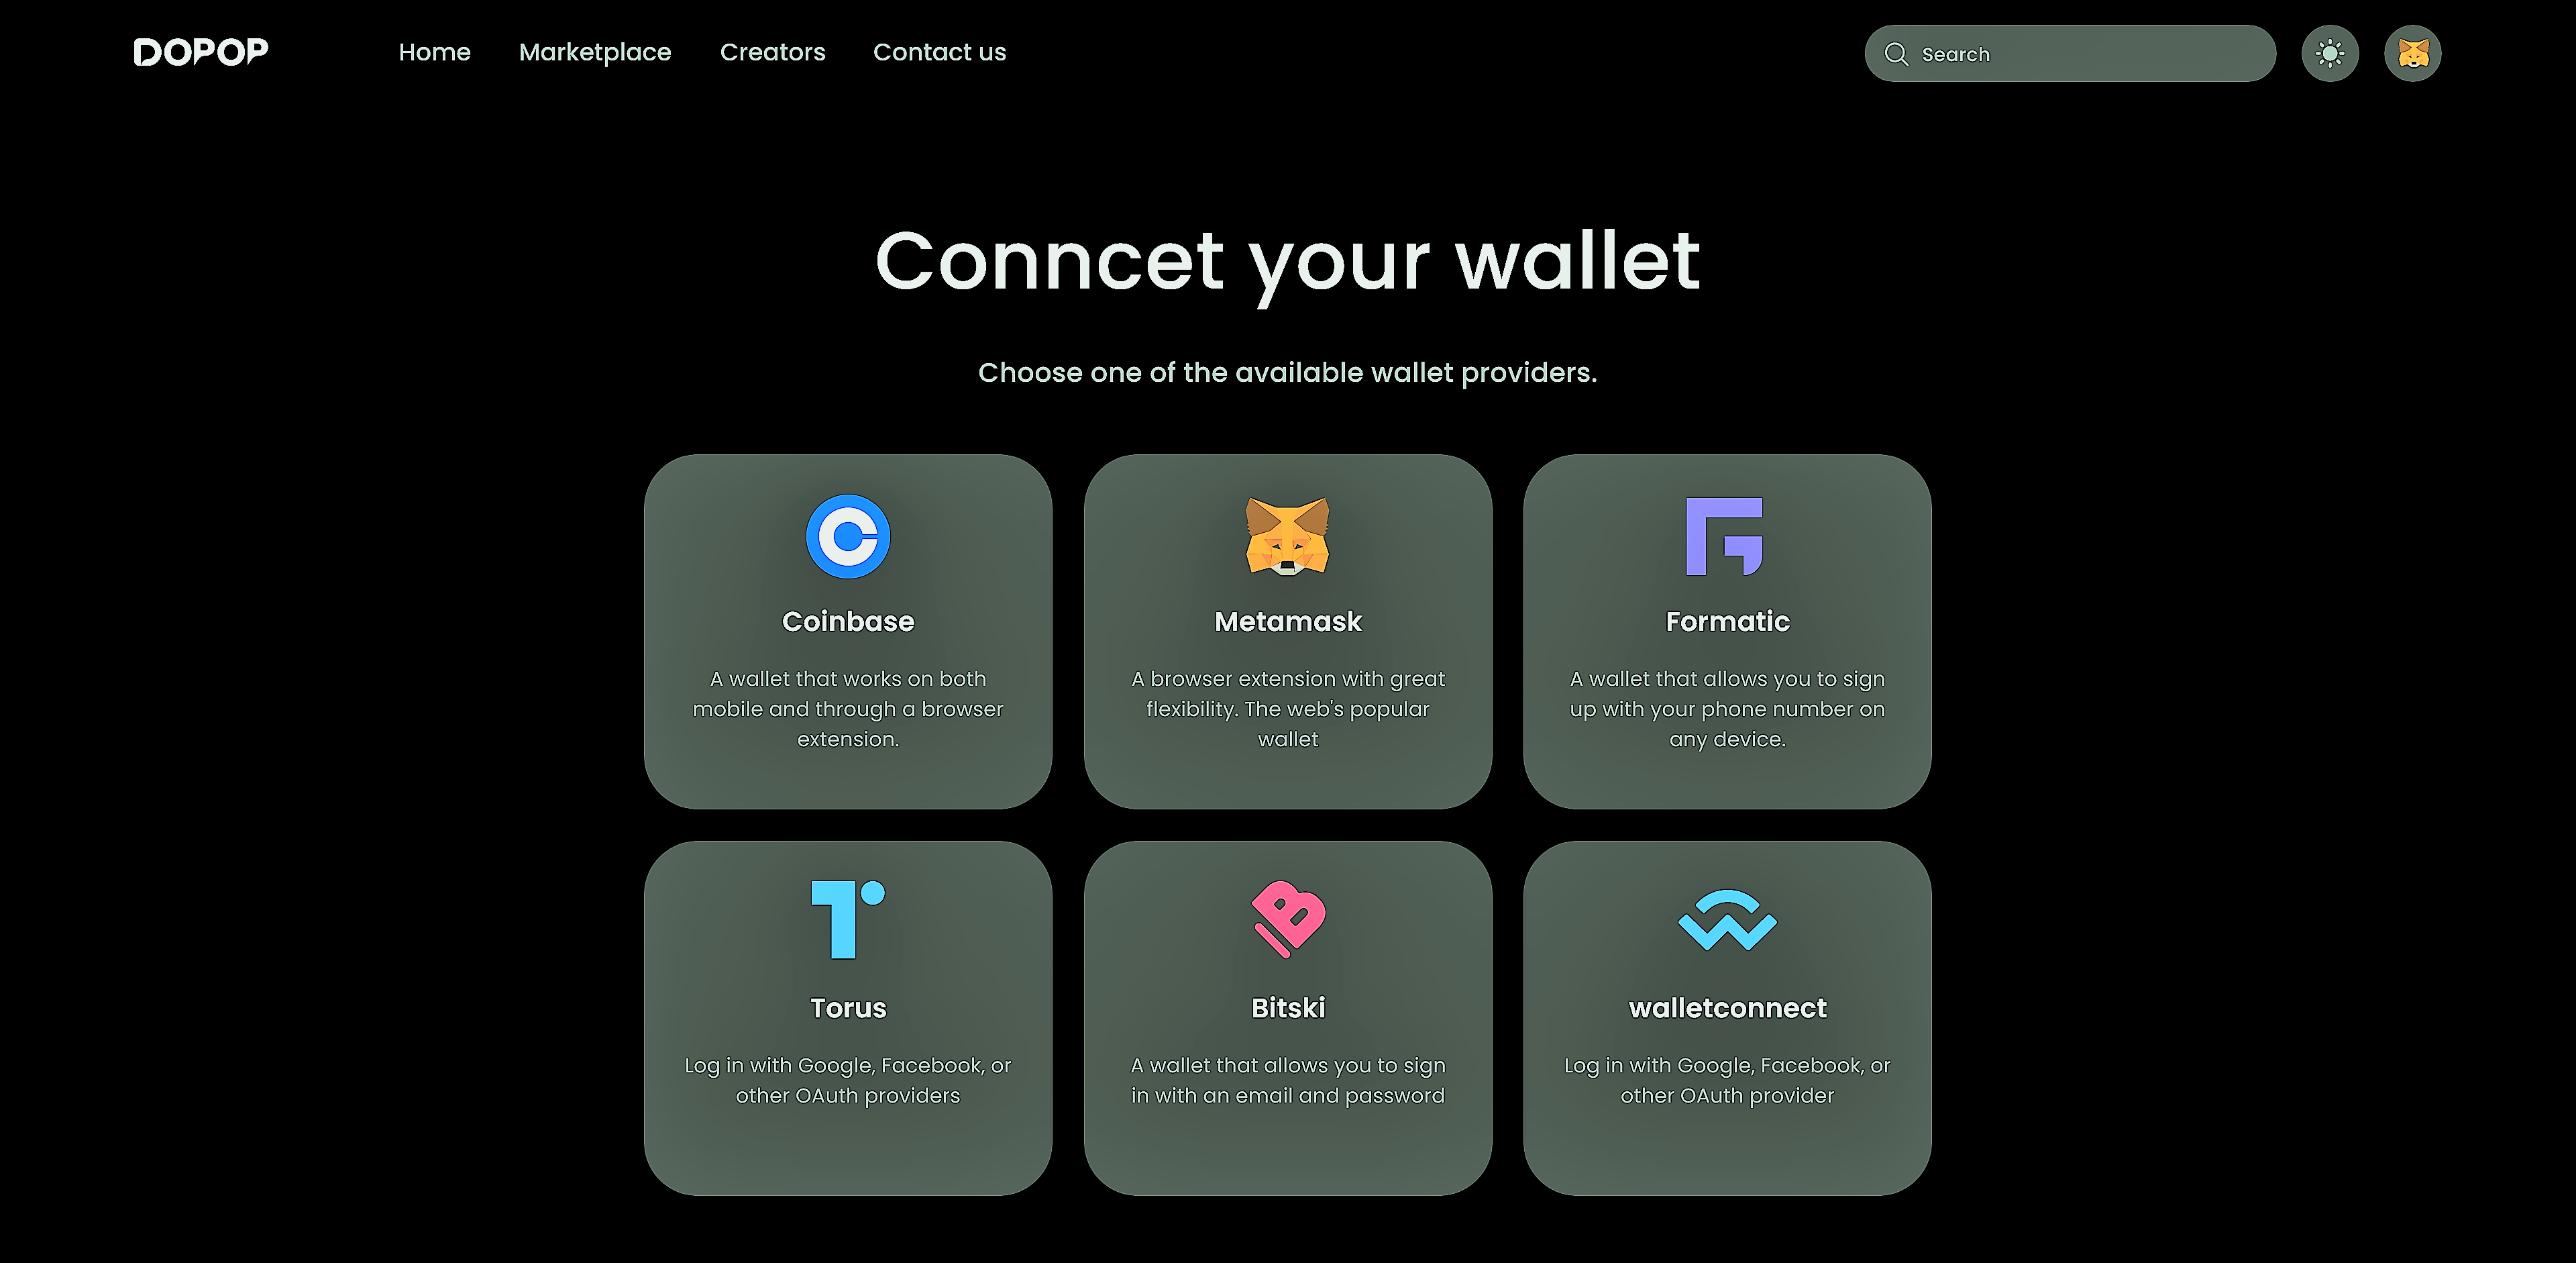 DOPOP
Home Marketplace Creators Contact us
Search
Conncet your wallet
Choose one of the available wallet providers.
Coinbase
A wallet that works on both
mobile and through a browser
extension.
Metamask
A browser extension with great
flexibility. The web's popular
wallet
Formatic
A wallet that allows you to sign
up with your phone number on
any device.
Torus
Log in with Google, Facebook, or
other OAuth providers
Bitski
A wallet that allows you to sign
in with an email and password
walletconnect
Log in with Google, Facebook, or
other OAuth provider